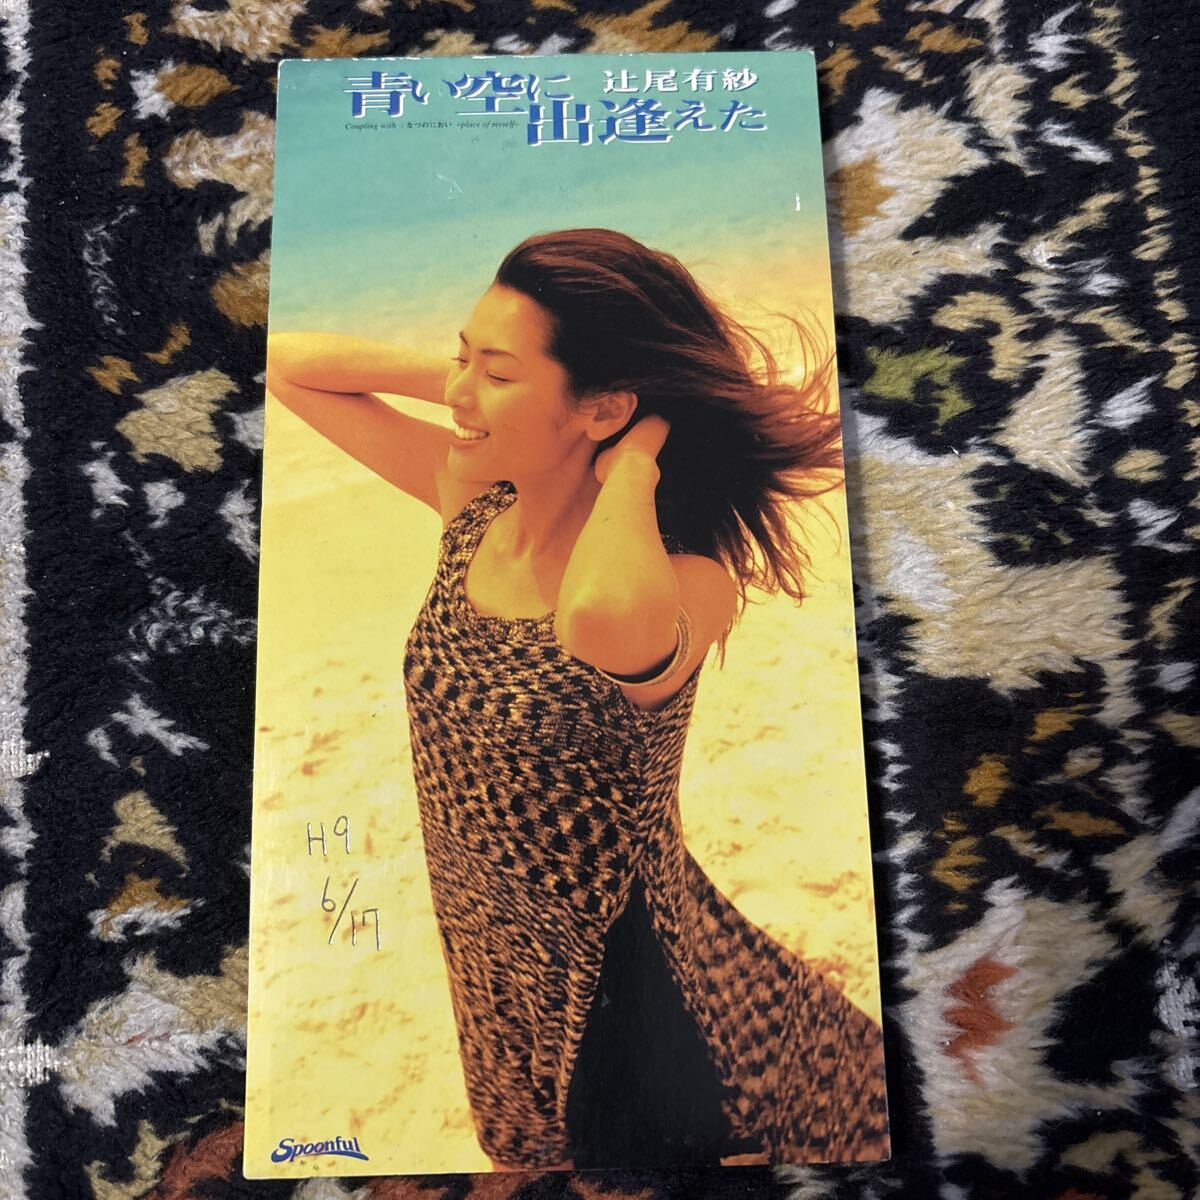 青い空に 辻尾有紗
出逢えた
Coupling with : なつのにおい ~place of myself~
H9
6/17
Spoonful